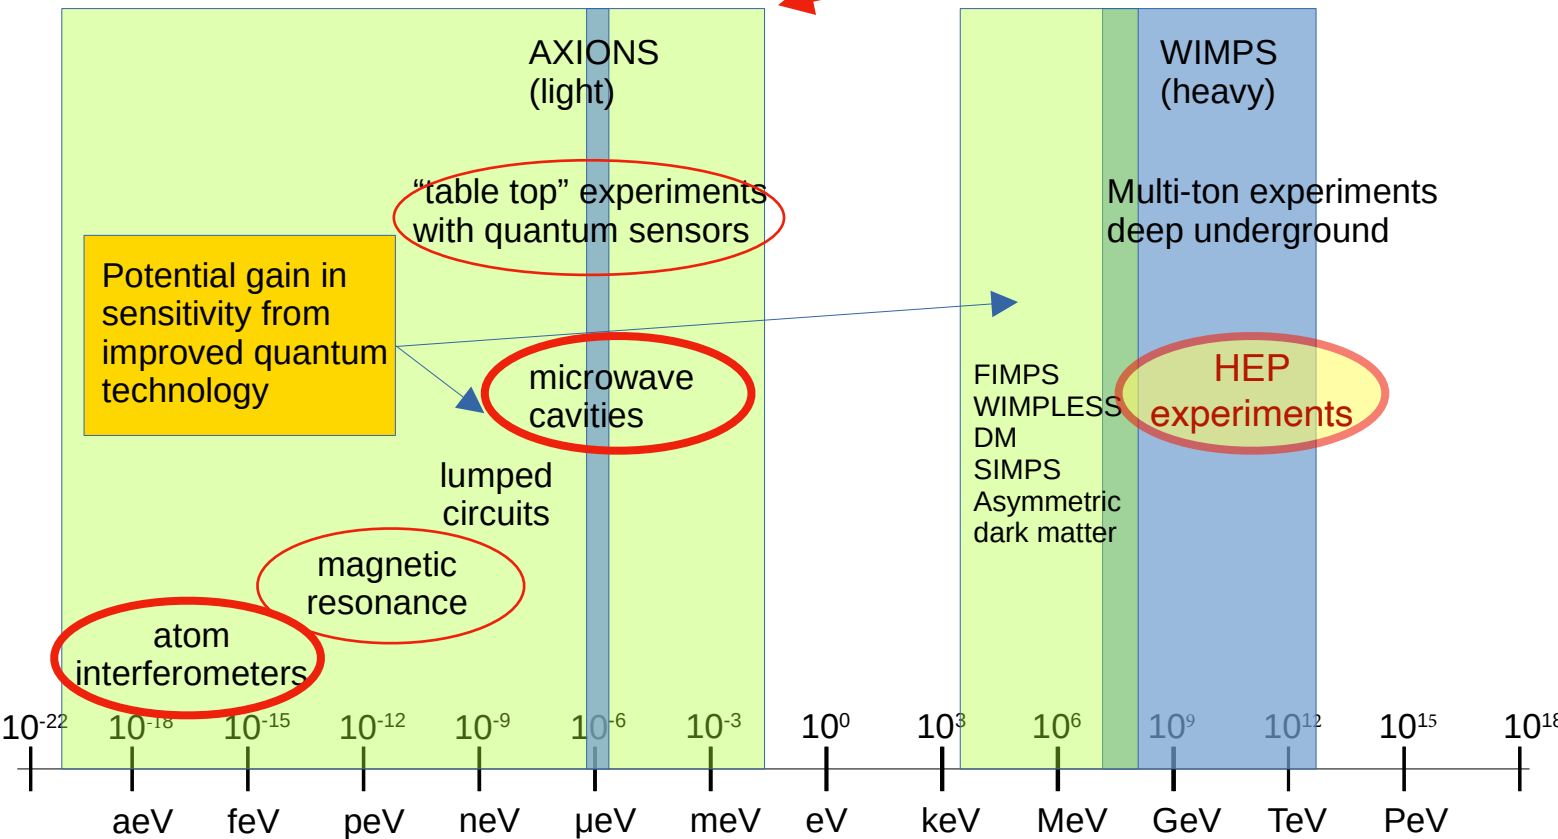 AXIONS
(light)
WIMPS
(heavy)
“table top” experiments
with quantum sensors
Multi-ton experiments
deep underground
Potential gain in
sensitivity from
improved quantum
technology
microwave
cavities
FIMPS
WIMPLESS
DM
SIMPS
Asymmetric
dark matter
HEP
experiments
lumped
circuits
magnetic
resonance
atom
interferometers
10⁻²² 10⁻¹⁸ 10⁻¹⁵ 10⁻¹² 10⁻⁹ 10⁻⁶ 10⁻³ 10⁰ 10³ 10⁶ 10⁹ 10¹² 10¹⁵ 10¹⁸
aeV feV peV neV μeV meV eV keV MeV GeV TeV PeV